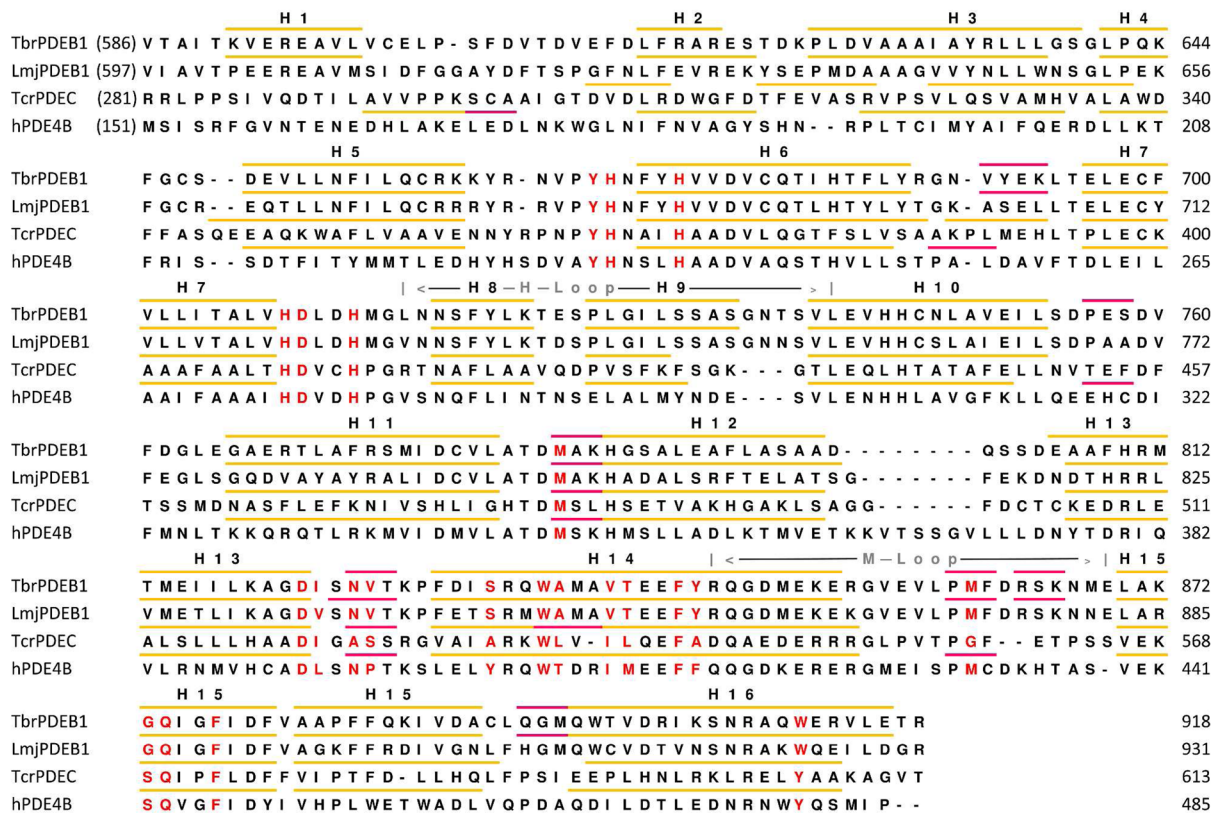 H 1 H 2 H 3 H 4
TbrPDEB1 (586) V T A I T K V E R E A V L V C E L P - S F D V T D V E F D L F R A R E S T D K P L D V A A A I A Y R L L L G S G L P Q K 644
LmjPDEB1 (597) V I A V T P E E R E A V M S I D F G G A Y D F T S P G F N L F E V R E K Y S E P M D A A A G V V Y N L L W N S G L P E K 656
TcrPDEC (281) R R L P P S I V Q D T I L A V V P P K S C A A I G T D V D L R D W G F D T F E V A S R V P S V L Q S V A M H V A L A W D 340
hPDE4B (151) M S I S R F G V N T E N E D H L A K E L E D L N K W G L N I F N V A G Y S H N - - R P L T C I M Y A I F Q E R D L L K T 208
H 5 H 6 H 7
TbrPDEB1 F G C S - - D E V L L N F I L Q C R K K Y R - N V P Y H N F Y H V V D V C Q T I H T F L Y R G N - V Y E K L T E L E C F 700
LmjPDEB1 F G C R - - E Q T L L N F I L Q C R R R Y R - R V P Y H N F Y H V V D V C Q T L H T Y L Y T G K - A S E L L T E L E C Y 712
TcrPDEC F F A S Q E E A Q K W A F L V A A V E N N Y R P N P Y H N A I H A A D V L Q G T F S L V S A A K P L M E H L T P L E C K 400
hPDE4B F R I S - - S D T F I T Y M M T L E D H Y H S D V A Y H N S L H A A D V A Q S T H V L L S T P A - L D A V F T D L E I L 265
H 7 | < H 8 H - L o o p H 9 > | H 1 0
TbrPDEB1 V L L I T A L V H D L D H M G L N N S F Y L K T E S P L G I L S S A S G N T S V L E V H H C N L A V E I L S D P E S D V 760
LmjPDEB1 V L L V T A L V H D L D H M G V N N S F Y L K T D S P L G I L S S A S G N N S V L E V H H C S L A I E I L S D P A A D V 772
TcrPDEC A A A F A A L T H D V C H P G R T N A F L A A V Q D P V S F K F S G K - - - G T L E Q L H T A T A F E L L N V T E F D F 457
hPDE4B A A I F A A A I H D V D H P G V S N Q F L I N T N S E L A L M Y N D E - - - S V L E N H H L A V G F K L L Q E E H C D I 322
H 1 1 H 1 2 H 1 3
TbrPDEB1 F D G L E G A E R T L A F R S M I D C V L A T D M A K H G S A L E A F L A S A A D - - - - - - - - Q S S D E A A F H R M 812
LmjPDEB1 F E G L S G Q D V A Y A Y R A L I D C V L A T D M A K H A D A L S R F T E L A T S G - - - - - - - F E K D N D T H R R L 825
TcrPDEC T S S M D N A S F L E F K N I V S H L I G H T D M S L H S E T V A K H G A K L S A G G - - - - - - F D C T C K E D R L E 511
hPDE4B F M N L T K K Q R Q T L R K M V I D M V L A T D M S K H M S L L A D L K T M V E T K K V T S S G V L L L D N Y T D R I Q 382
H 1 3 H 1 4 | < M - L o o p > | H 1 5
TbrPDEB1 T M E I L I L K A G D I S N V T K P F D I S R Q W A M A V T E E F Y R Q G D M E K E R G V E V L P M F D R S K N M E L A K 872
LmjPDEB1 V M E T L I K A G D V S N V T K P F E T S R M W A M A V T E E F Y R Q G D M E K E K G V E V L P M F D R S K N N E L A R 885
TcrPDEC A L S L L L H A A D I G A S S R G V A I A R K W L V - I L Q E F A D Q A E D E R R R G L P V T P G F - - E T P S S V E K 568
hPDE4B V L R N M V H C A D L S N P T K S L E L Y R Q W T D R I M E E F F Q Q G D K E R E R G M E I S P M C D K H T A S - V E K 441
H 1 5 H 1 5 H 1 6
TbrPDEB1 G Q I G F I D F V A A P F F Q K I V D A C L Q G M Q W T V D R I K S N R A Q W E R V L E T R 918
LmjPDEB1 G Q I G F I D F V A G K F F R D I V G N L F H G M Q W C V D T V N S N R A K W Q E I L D G R 931
TcrPDEC S Q I P F L D F F V I P T F D - L L H Q L F P S I E E P L H N L R K L R E L Y A A K A G V T 613
hPDE4B S Q V G F I D Y I V H P L W E T W A D L V Q P D A Q D I L D T L E D N R N W Y Q S M I P - - 485